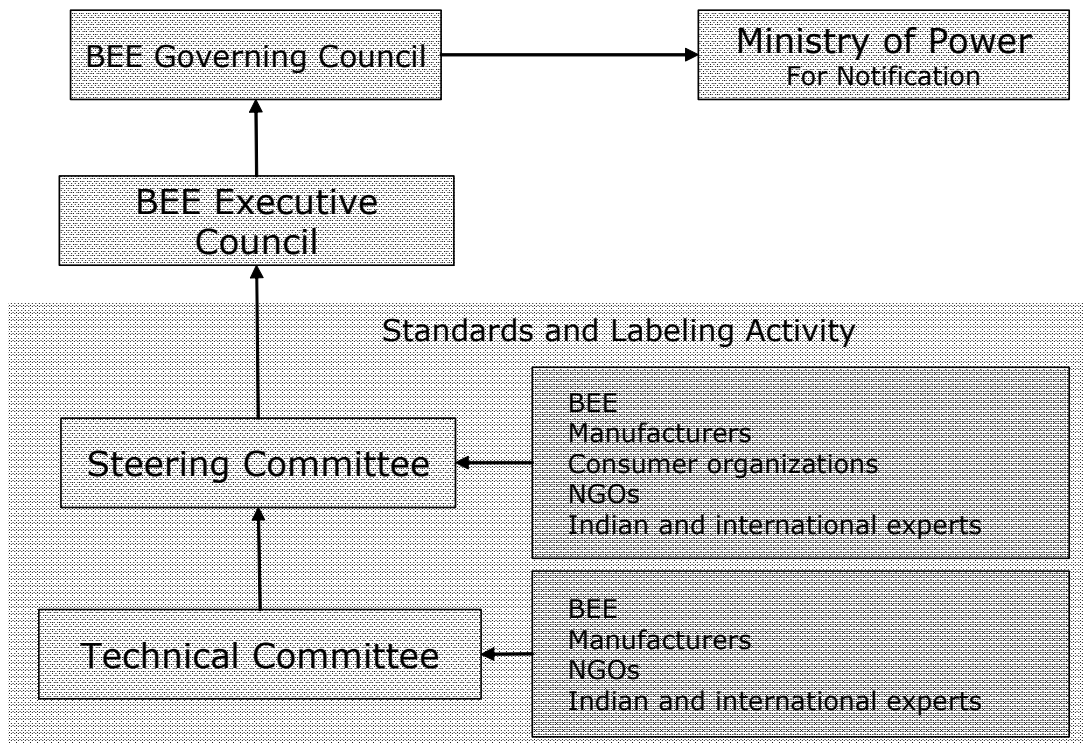 BEE Governing Council
Ministry of Power
For Notification
BEE Executive
Council
Standards and Labeling Activity
Steering Committee
BEE
Manufacturers
Consumer organizations
NGOs
Indian and international experts
Technical Committee
BEE
Manufacturers
NGOs
Indian and international experts